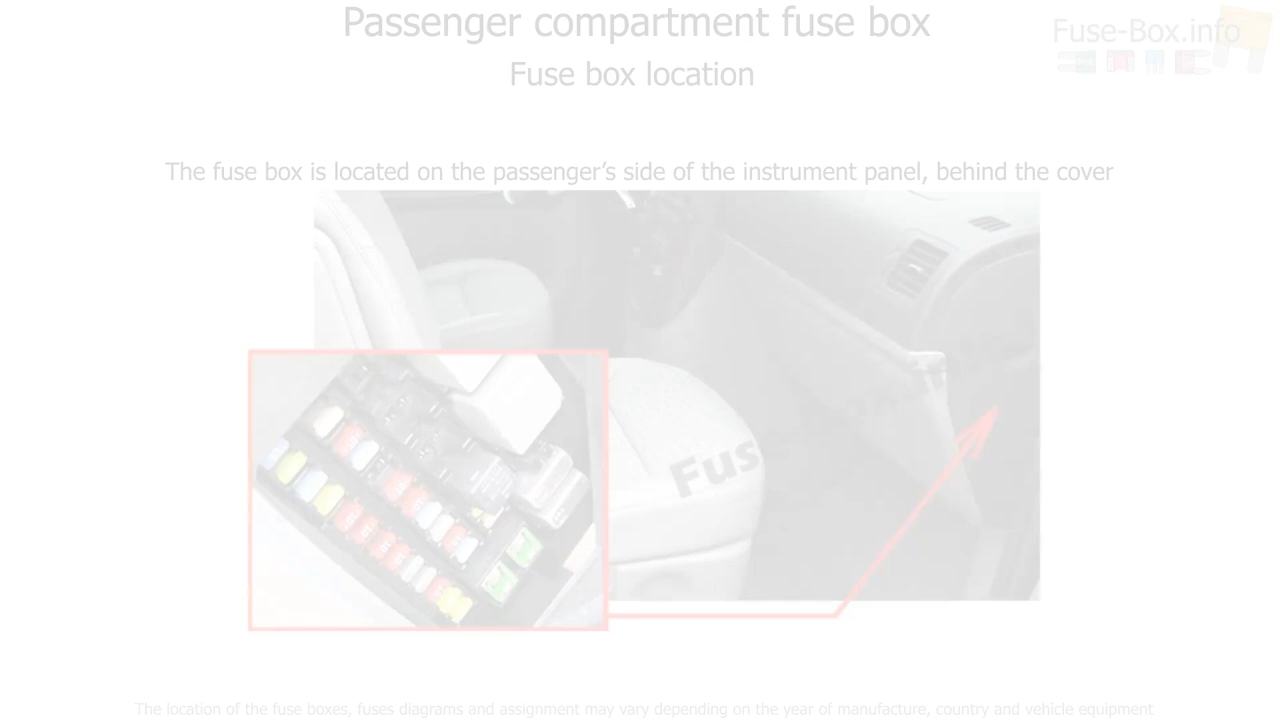 Passenger compartment fuse box
Fuse-Box.info
Fuse box location
The fuse box is located on the passenger’s side of the instrument panel, behind the cover
Fus
The location of the fuse boxes, fuses diagrams and assignment may vary depending on the year of manufacture, country and vehicle equipment